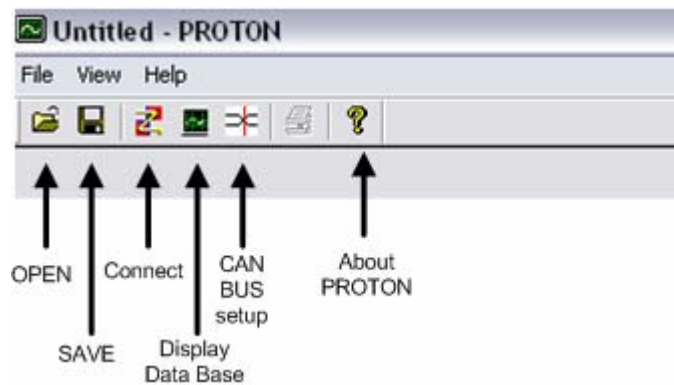 Untitled - PROTON
File View Help
OPEN
SAVE
Connect
Display
Data Base
CAN
BUS
setup
About
PROTON